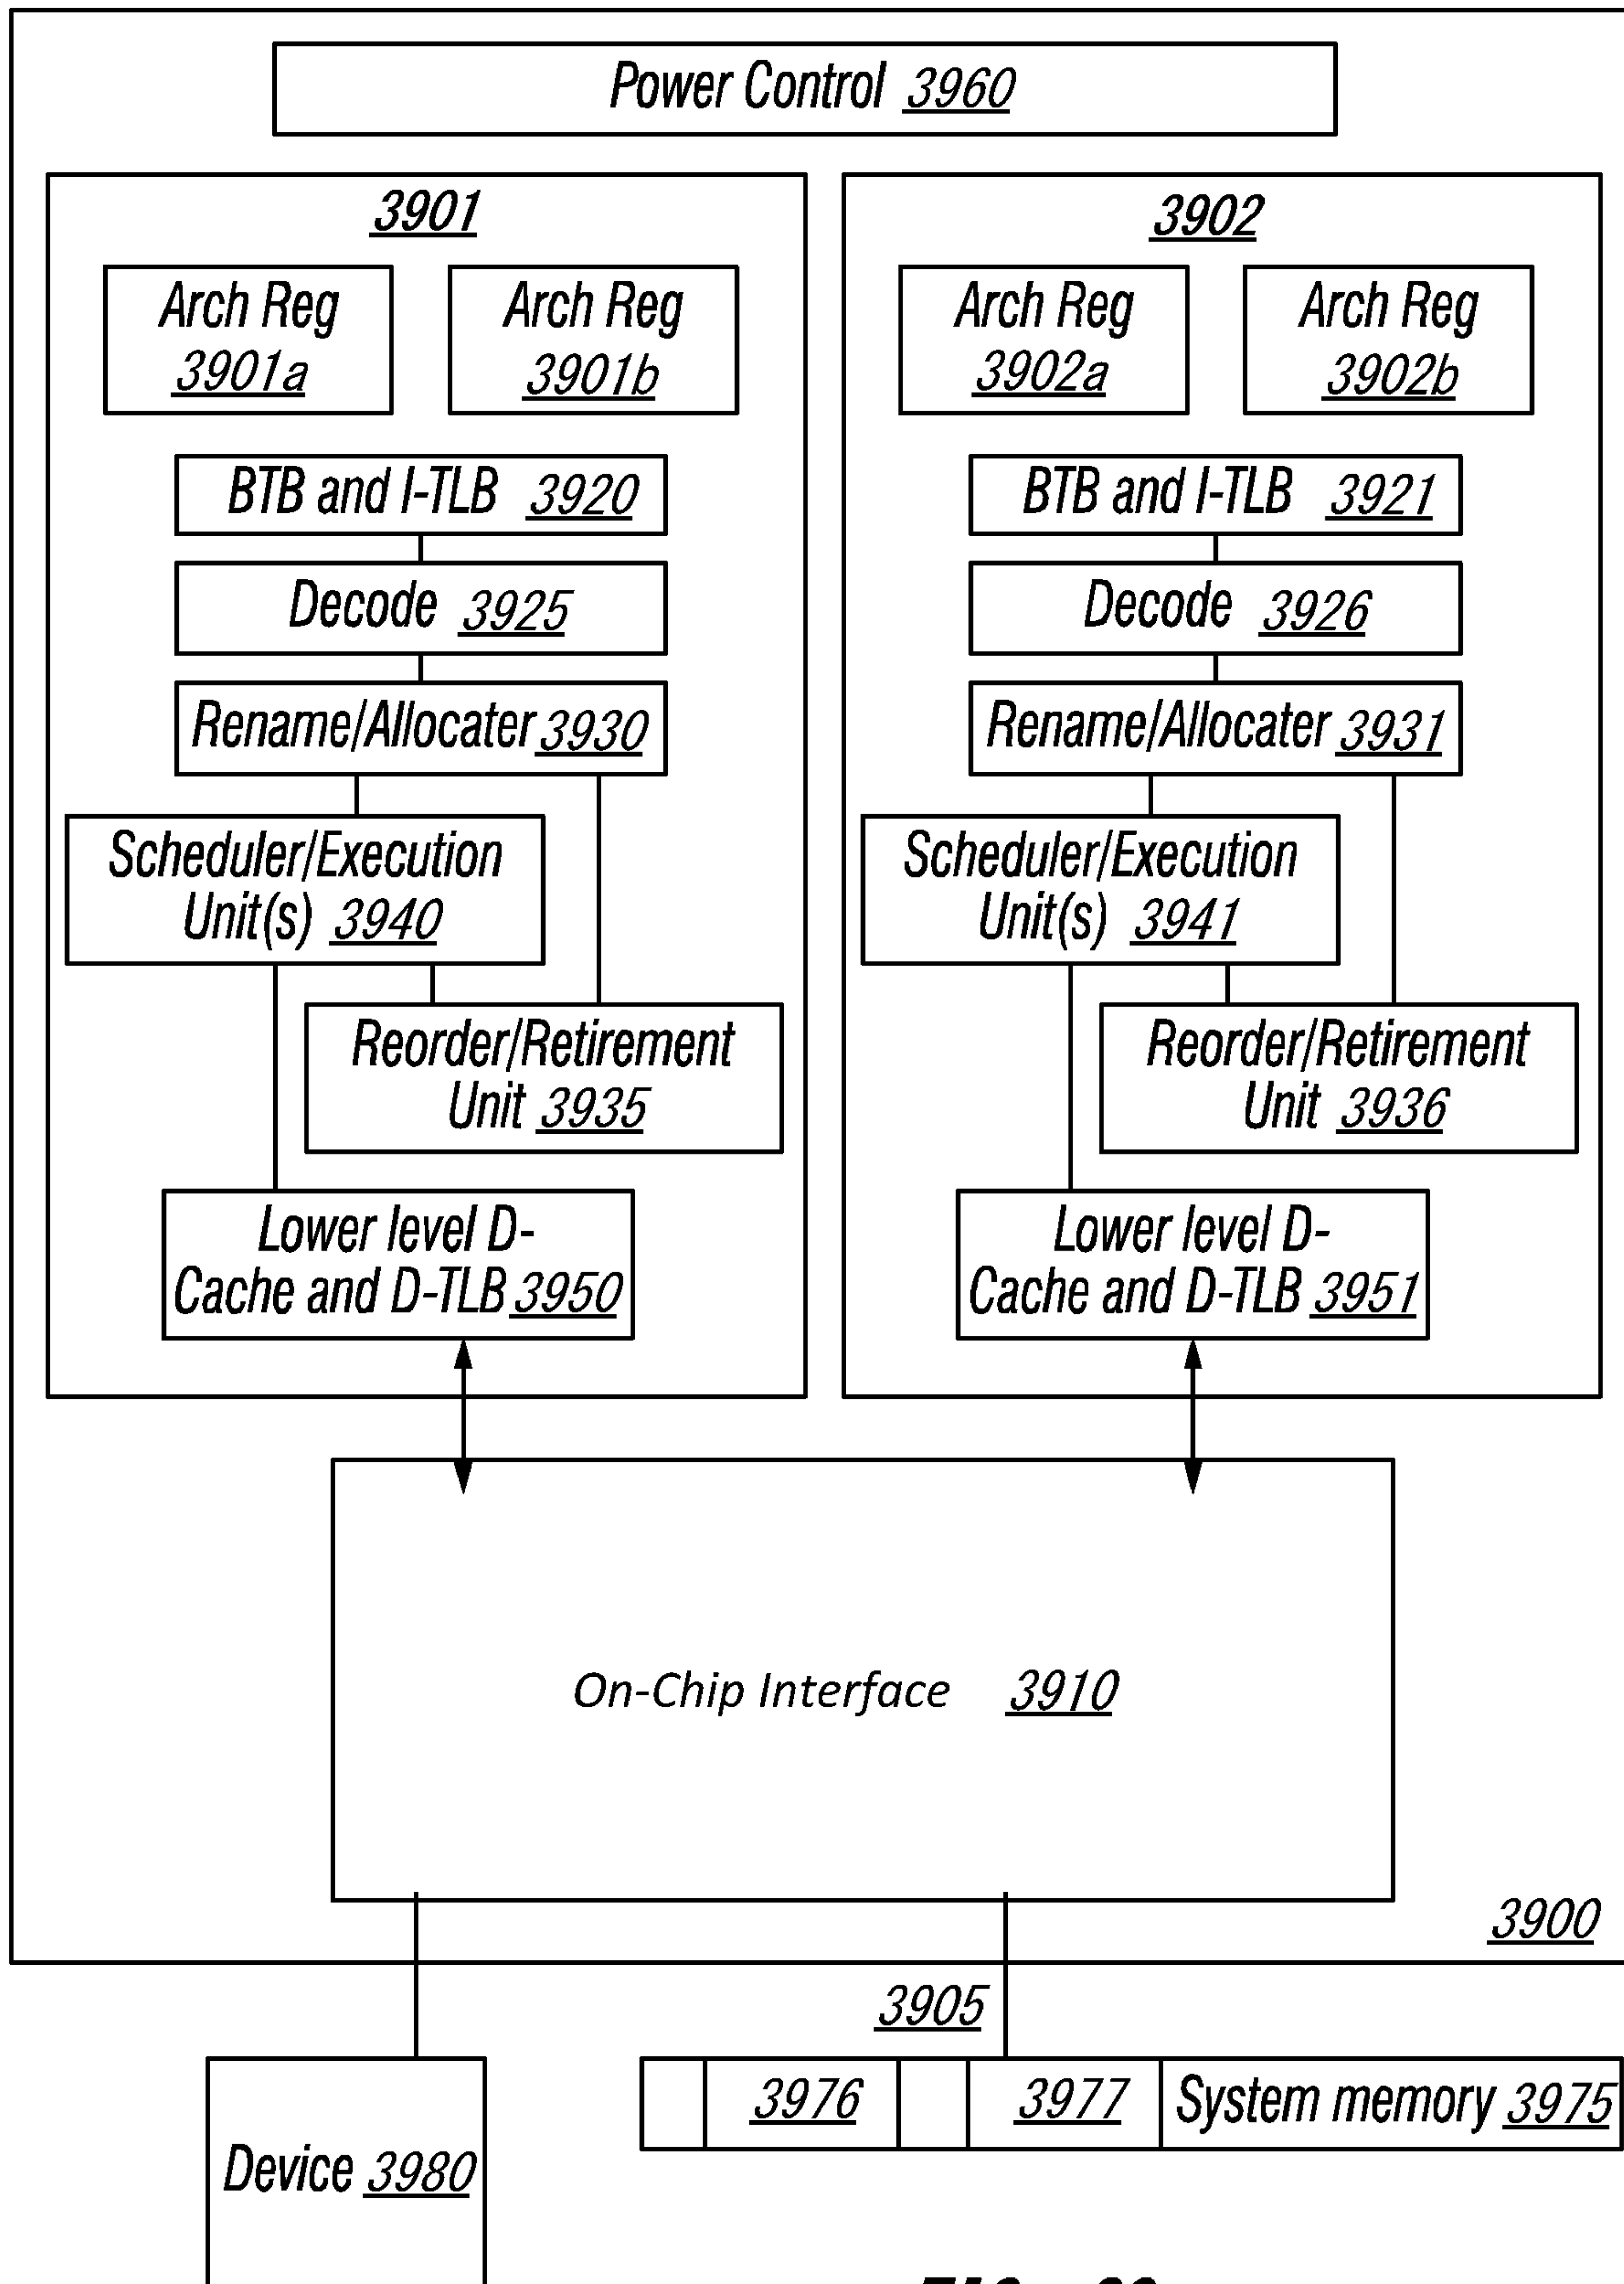 Power Control 3960
3901
Arch Reg
3901a
Arch Reg
3901b
BTB and I-TLB 3920
Decode 3925
Rename/Allocater 3930
Scheduler/Execution
Unit(s) 3940
Reorder/Retirement
Unit 3935
Lower level D-
Cache and D-TLB 3950
3902
Arch Reg
3902a
Arch Reg
3902b
BTB and I-TLB 3921
Decode 3926
Rename/Allocater 3931
Scheduler/Execution
Unit(s) 3941
Reorder/Retirement
Unit 3936
Lower level D-
Cache and D-TLB 3951
On-Chip Interface 3910
3900
3905
3976
3977
System memory 3975
Device 3980